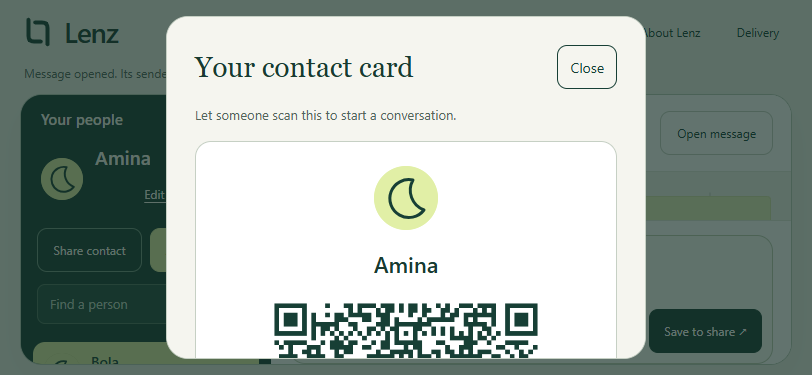 Lenz
About Lenz
Delivery
Message opened. Its sende
Your people
Amina
Edit
Share contact
Find a person
Bola
Your contact card
Close
Let someone scan this to start a conversation.
Amina
Open message
Save to share ↗